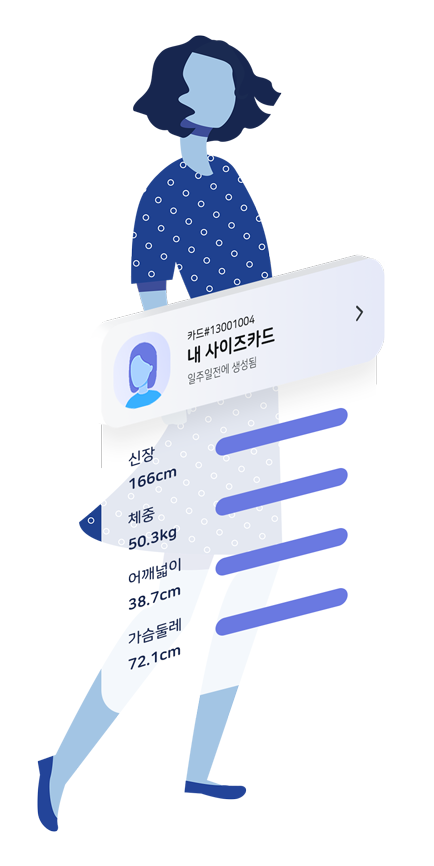 카드#13001004
내 사이즈카드
일주일전에 생성됨
신장
166cm
체중
50.3kg
어깨넓이
38.7cm
가슴둘레
72.1cm